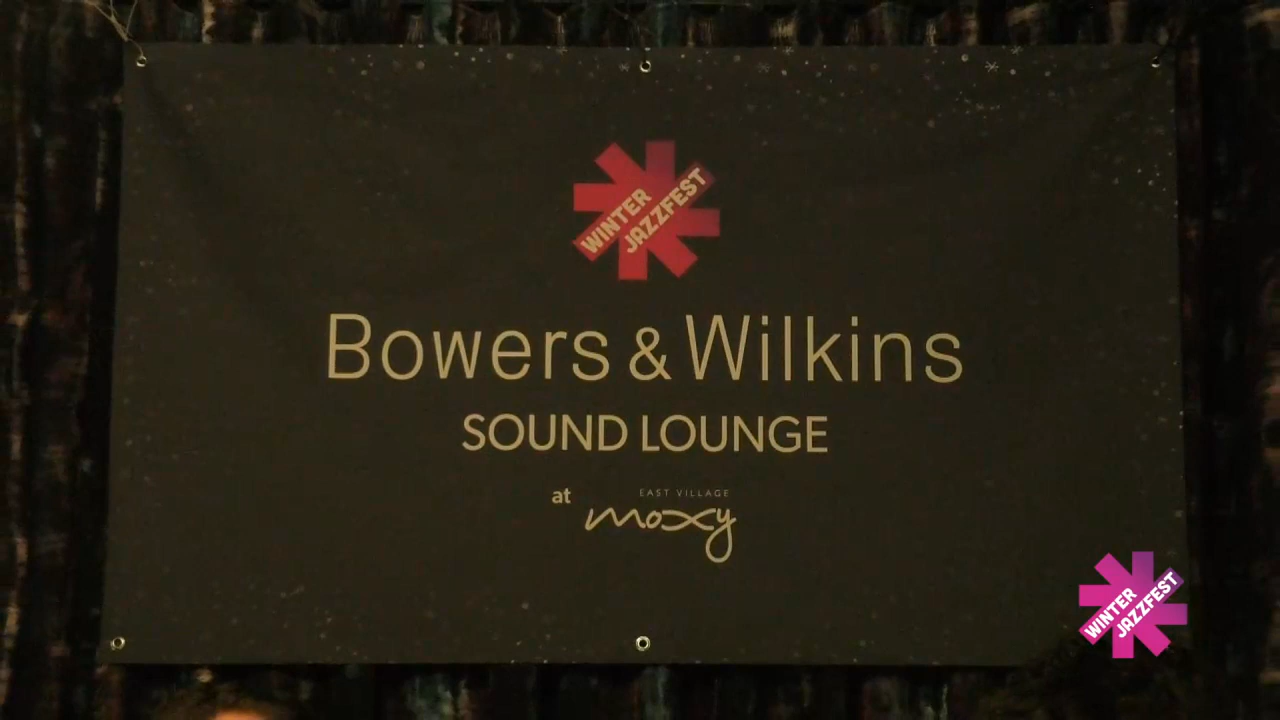 WINTER
JAZZFEST
Bowers & Wilkins
SOUND LOUNGE
at
EAST VILLAGE
moxy
WINTER
JAZZFEST